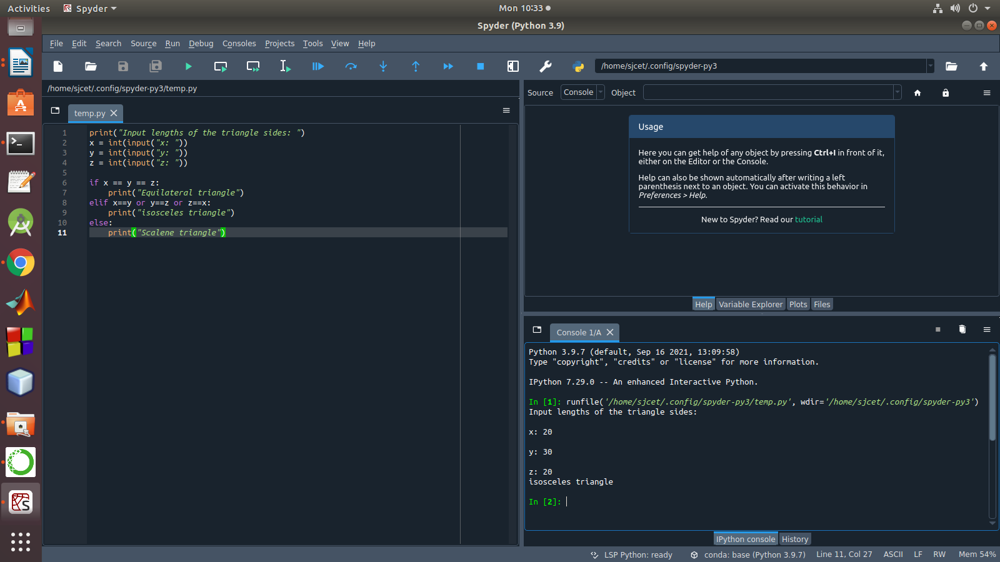 Activities Spyder Mon 10:33
Spyder (Python 3.9)
File Edit Search Source Run Debug Consoles Projects Tools View Help
/home/sjcet/.config/spyder-py3
/home/sjcet/.config/spyder-py3/temp.py
temp.py
1 print("Input lengths of the triangle sides: ")
2 x = int(input("x: "))
3 y = int(input("y: "))
4 z = int(input("z: "))
5
6 if x == y == z:
7     print("Equilateral triangle")
8 elif x==y or y==z or z==x:
9     print("isosceles triangle")
10 else:
11     print("Scalene triangle")
Source Console Object
Usage
Here you can get help of any object by pressing Ctrl+I in front of it,
either on the Editor or the Console.
Help can also be shown automatically after writing a left
parenthesis next to an object. You can activate this behavior in
Preferences > Help.
New to Spyder? Read our tutorial
Help Variable Explorer Plots Files
Console 1/A
Python 3.9.7 (default, Sep 16 2021, 13:09:58)
Type "copyright", "credits" or "license" for more information.
IPython 7.29.0 -- An enhanced Interactive Python.
In [1]: runfile('/home/sjcet/.config/spyder-py3/temp.py', wdir='/home/sjcet/.config/spyder-py3')
Input lengths of the triangle sides:
x: 20
y: 30
z: 20
isosceles triangle
In [2]:
IPython console History
LSP Python: ready conda: base (Python 3.9.7) Line 11, Col 27 ASCII LF RW Mem 54%